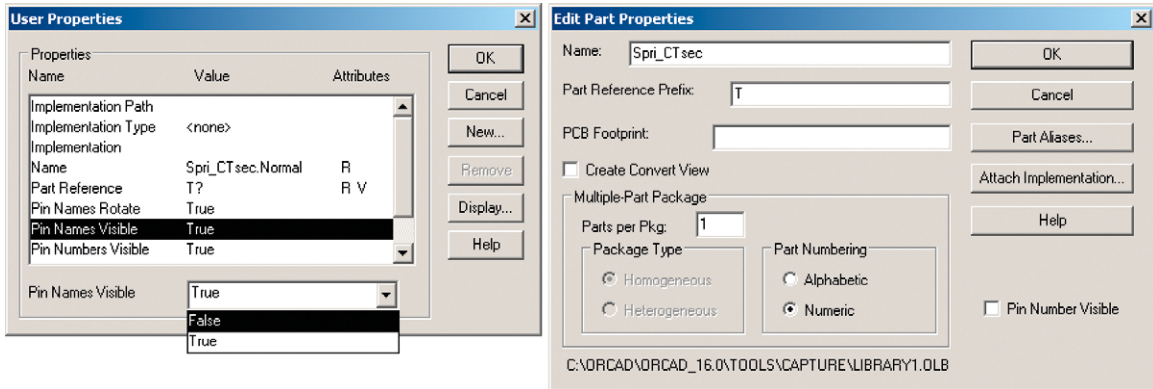 User Properties
Properties
Name Value Attributes
Implementation Path
Implementation Type <none>
Implementation
Name Spri_CTsec.Normal R
Part Reference T? R V
Pin Names Rotate True
Pin Names Visible True
Pin Numbers Visible True
Pin Names Visible True
False
True
OK
Cancel
New...
Remove
Display...
Help
Edit Part Properties
Name: Spri_CTsec
Part Reference Prefix: T
PCB Footprint:
Create Convert View
Multiple-Part Package
Parts per Pkg: 1
Package Type
Homogeneous
Heterogeneous
Part Numbering
Alphabetic
Numeric
OK
Cancel
Part Aliases...
Attach Implementation...
Help
Pin Number Visible
C:\ORCAD\ORCAD_16.0\TOOLS\CAPTURE\LIBRARY1.OLB